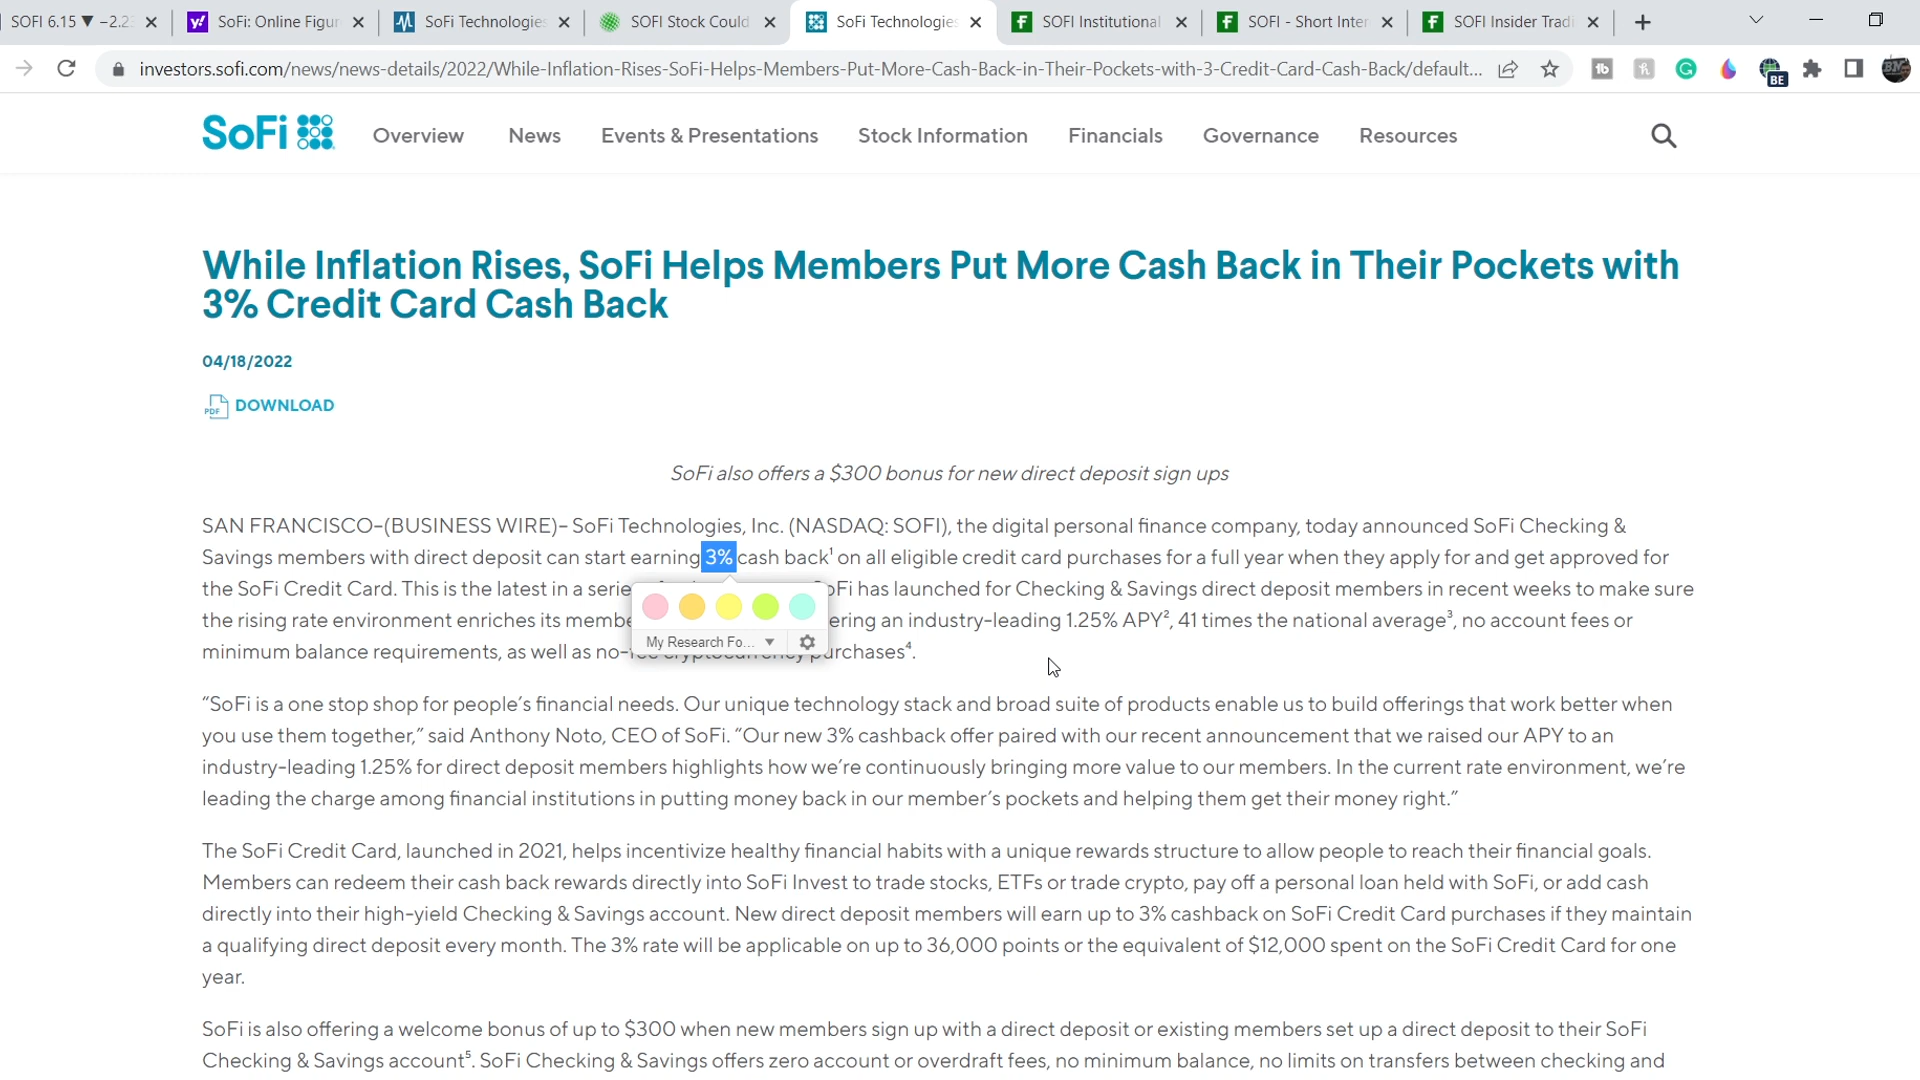 SOFI 6.15 ▼ −2.2
SoFi: Online Figu
SoFi Technologies
SOFI Stock Could
SoFi Technologies
SOFI Institutional
SOFI - Short Inter
SOFI Insider Tradi
investors.sofi.com/news/news-details/2022/While-Inflation-Rises-SoFi-Helps-Members-Put-More-Cash-Back-in-Their-Pockets-with-3-Credit-Card-Cash-Back/default...
BE
SoFi
Overview
News
Events & Presentations
Stock Information
Financials
Governance
Resources
While Inflation Rises, SoFi Helps Members Put More Cash Back in Their Pockets with
3% Credit Card Cash Back
04/18/2022
PDF DOWNLOAD
SoFi also offers a $300 bonus for new direct deposit sign ups
SAN FRANCISCO–(BUSINESS WIRE)– SoFi Technologies, Inc. (NASDAQ: SOFI), the digital personal finance company, today announced SoFi Checking &
Savings members with direct deposit can start earning 3% cash back¹ on all eligible credit card purchases for a full year when they apply for and get approved for
the SoFi Credit Card. This is the latest in a serie Fi has launched for Checking & Savings direct deposit members in recent weeks to make sure
the rising rate environment enriches its membe ering an industry-leading 1.25% APY², 41 times the national average³, no account fees or
minimum balance requirements, as well as no-fee cryptocurrency purchases⁴.
My Research Fo... ▼
“SoFi is a one stop shop for people’s financial needs. Our unique technology stack and broad suite of products enable us to build offerings that work better when
you use them together,” said Anthony Noto, CEO of SoFi. “Our new 3% cashback offer paired with our recent announcement that we raised our APY to an
industry-leading 1.25% for direct deposit members highlights how we’re continuously bringing more value to our members. In the current rate environment, we’re
leading the charge among financial institutions in putting money back in our member’s pockets and helping them get their money right.”
The SoFi Credit Card, launched in 2021, helps incentivize healthy financial habits with a unique rewards structure to allow people to reach their financial goals.
Members can redeem their cash back rewards directly into SoFi Invest to trade stocks, ETFs or trade crypto, pay off a personal loan held with SoFi, or add cash
directly into their high-yield Checking & Savings account. New direct deposit members will earn up to 3% cashback on SoFi Credit Card purchases if they maintain
a qualifying direct deposit every month. The 3% rate will be applicable on up to 36,000 points or the equivalent of $12,000 spent on the SoFi Credit Card for one
year.
SoFi is also offering a welcome bonus of up to $300 when new members sign up with a direct deposit or existing members set up a direct deposit to their SoFi
Checking & Savings account⁵. SoFi Checking & Savings offers zero account or overdraft fees, no minimum balance, no limits on transfers between checking and